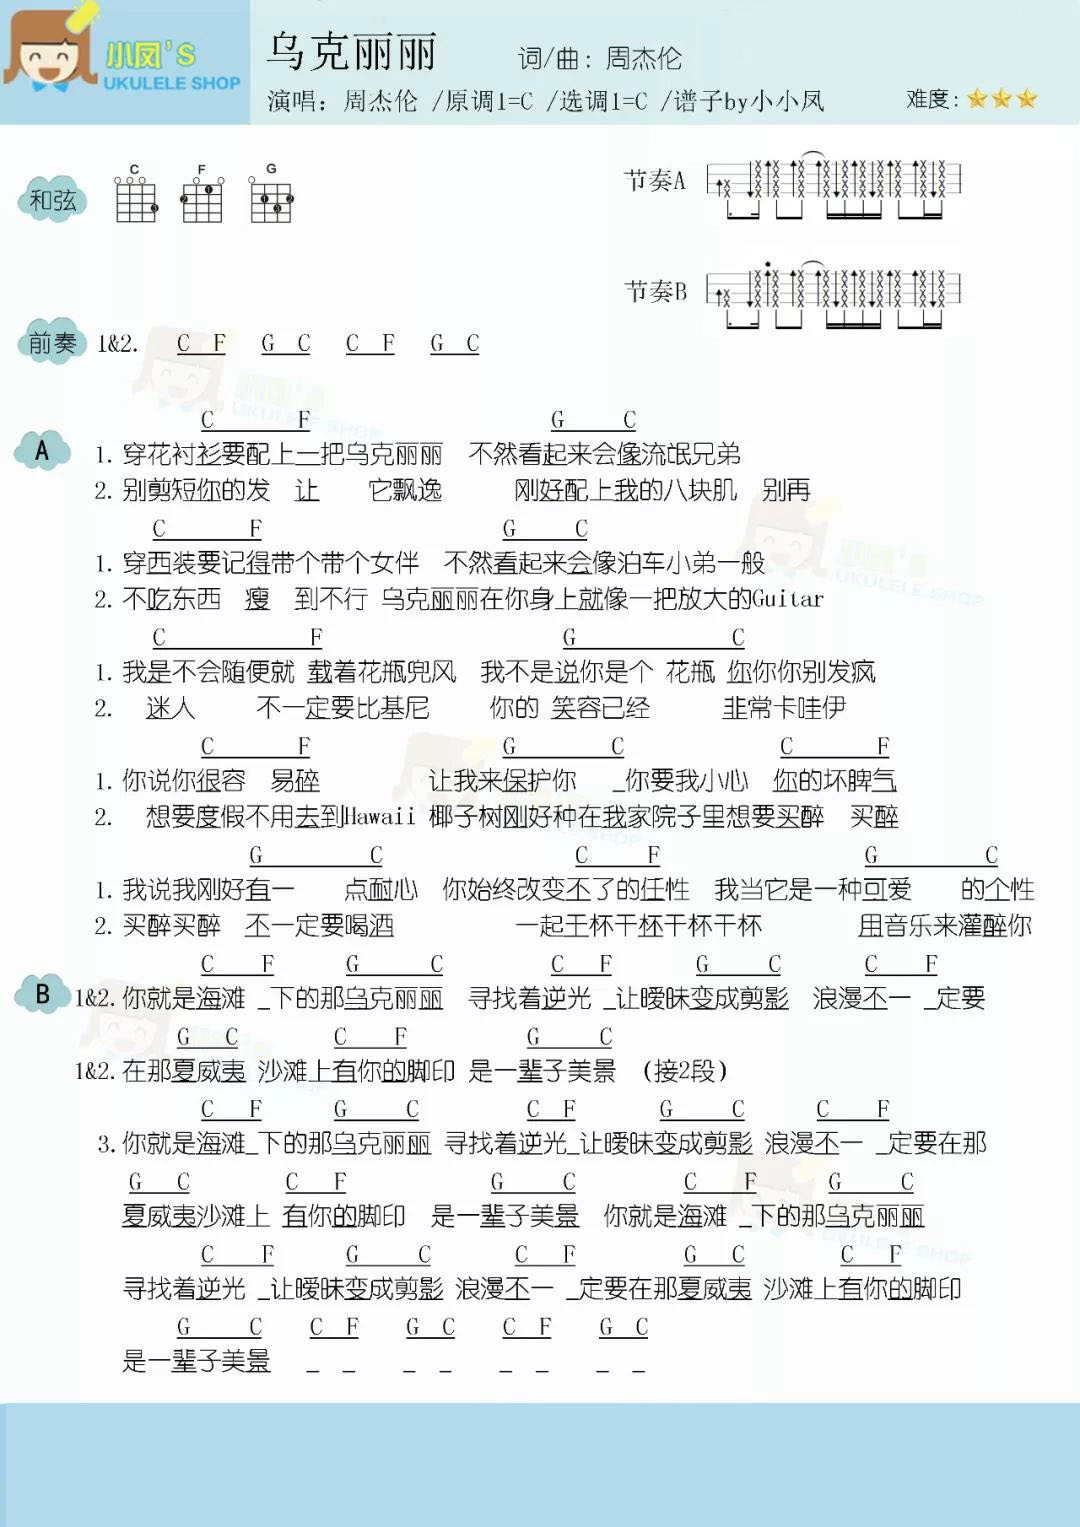 小凤's
UKULELE SHOP
乌克丽丽 词/曲：周杰伦
演唱：周杰伦 /原调1=C /选调1=C /谱子by小小凤 难度：
和弦 C F G
节奏A
节奏B
前奏 1&2. C F G C C F G C
C F G C
A 1. 穿花衬衫要配上一把乌克丽丽 不然看起来会像流氓兄弟
2. 别剪短你的发 让 它飘逸 刚好配上我的八块肌 别再
C F G C
1. 穿西装要记得带个带个女伴 不然看起来会像泊车小弟一般
2. 不吃东西 瘦 到不行 乌克丽丽在你身上就像一把放大的Guitar
C F G C
1. 我是不会随便就 载着花瓶兜风 我不是说你是个 花瓶 你你你别发疯
2. 迷人 不一定要比基尼 你的 笑容已经 非常卡哇伊
C F G C C F
1. 你说你很容 易碎 让我来保护你 _你要我小心 你的坏脾气
2. 想要度假不用去到Hawaii 椰子树刚好种在我家院子里想要买醉 买醉
G C C F G C
1. 我说我刚好有一 点耐心 你始终改变不了的任性 我当它是一种可爱 的个性
2. 买醉买醉 不一定要喝酒 一起干杯干杯干杯干杯 用音乐来灌醉你
C F G C C F G C C F
B 1&2. 你就是海滩 _下的那乌克丽丽 寻找着逆光 _让暧昧变成剪影 浪漫不一 _定要
G C C F G C
1&2. 在那夏威夷 沙滩上有你的脚印 是一辈子美景 （接2段）
C F G C C F G C C F
3. 你就是海滩_下的那乌克丽丽 寻找着逆光_让暧昧变成剪影 浪漫不一 _定要在那
G C C F G C C F G C
夏威夷沙滩上 有你的脚印 是一辈子美景 你就是海滩 _下的那乌克丽丽
C F G C C F G C C F
寻找着逆光 _让暧昧变成剪影 浪漫不一 _定要在那夏威夷 沙滩上有你的脚印
G C C F G C C F G C
是一辈子美景 _ _ _ _ _ _ _ _